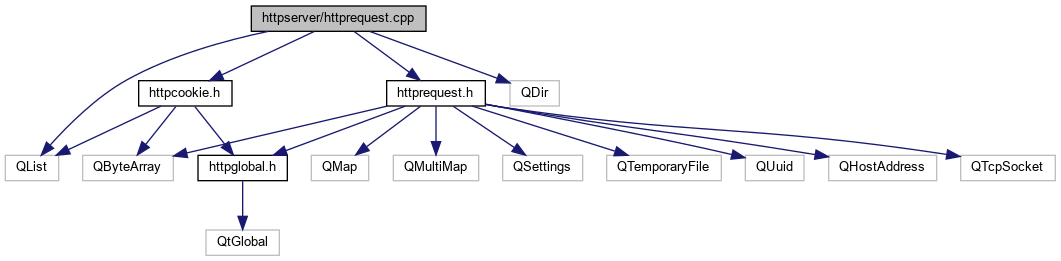 httpserver/httprequest.cpp
httpcookie.h
httprequest.h
QDir
QList
QByteArray
httpglobal.h
QMap
QMultiMap
QSettings
QTemporaryFile
QUuid
QHostAddress
QTcpSocket
QtGlobal